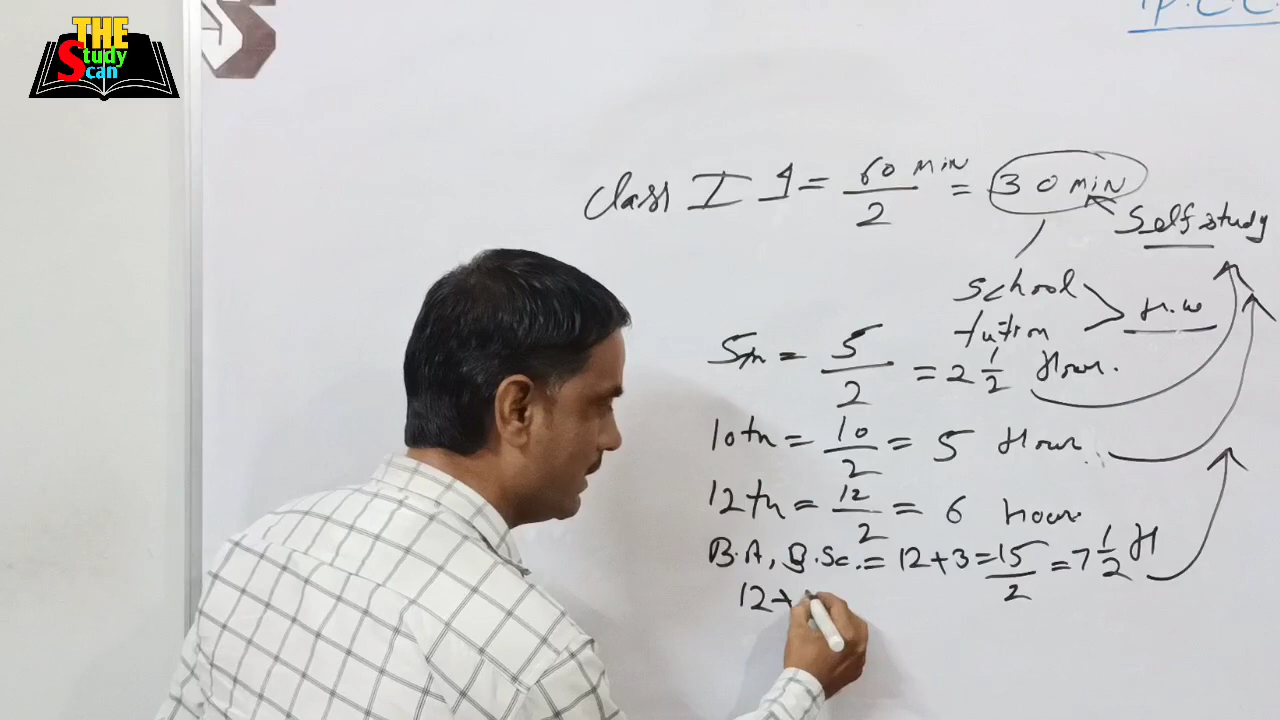 THE
Study
Scan
S
Class I 1 = 60 min / 2 = 30 min
Self study
School
tution
H.W
5th = 5/2 = 2 1/2 Hour.
10th = 10/2 = 5 Hour
12th = 12/2 = 6 hour
B.A, B.Sc. = 12+3 = 15/2 = 7 1/2 H
12+